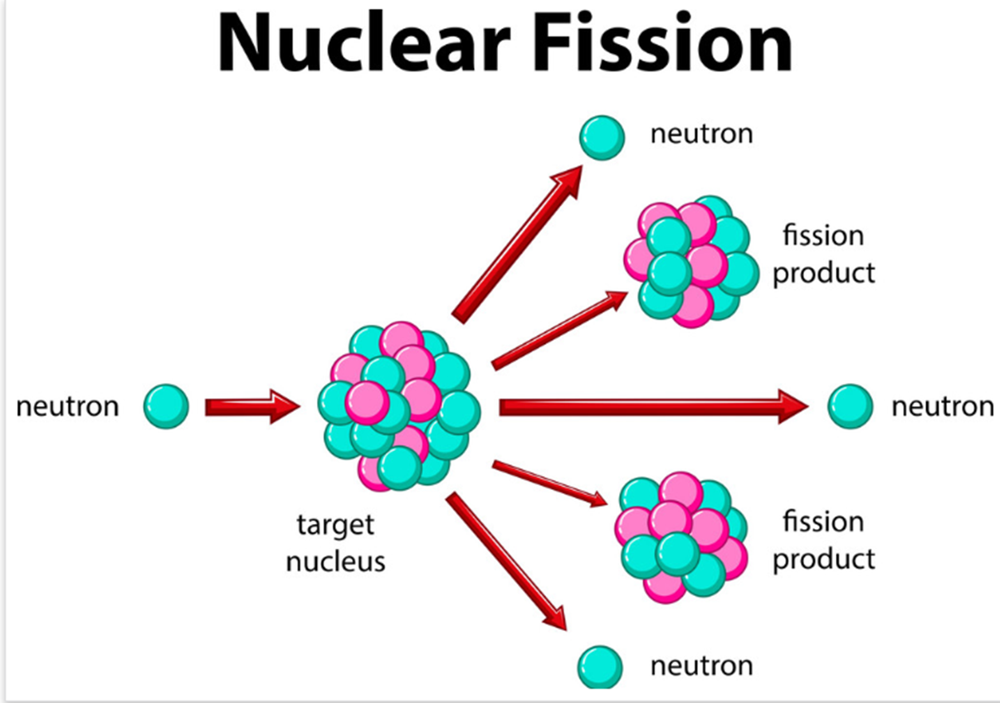 Nuclear Fission
neutron
fission
product
neutron
neutron
target
nucleus
fission
product
neutron